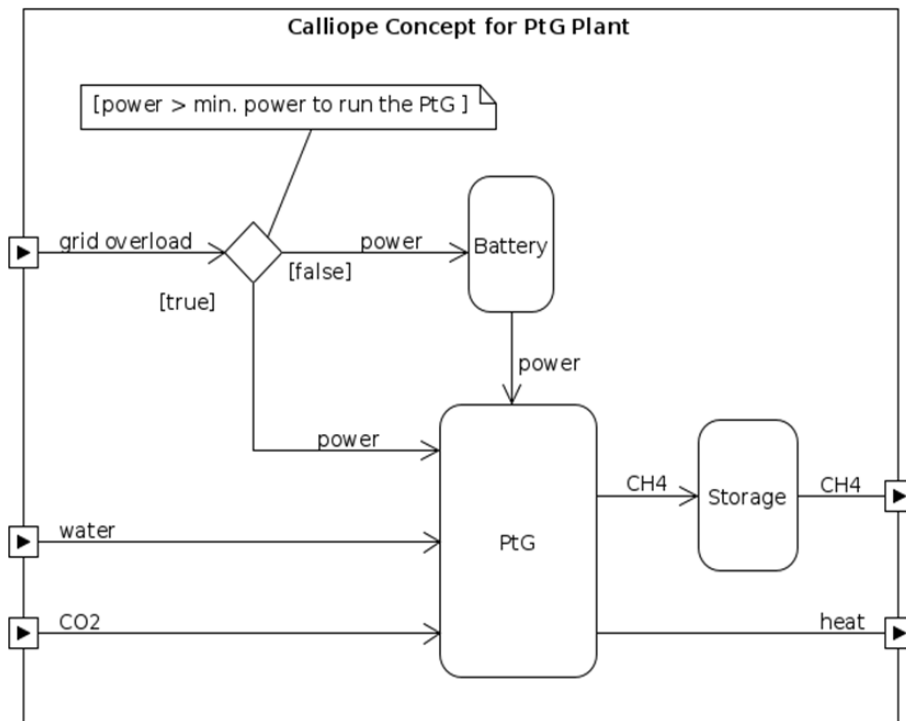 Calliope Concept for PtG Plant
[power > min. power to run the PtG ]
grid overload
power
[false]
[true]
Battery
power
power
CH4
Storage
CH4
water
PtG
CO2
heat